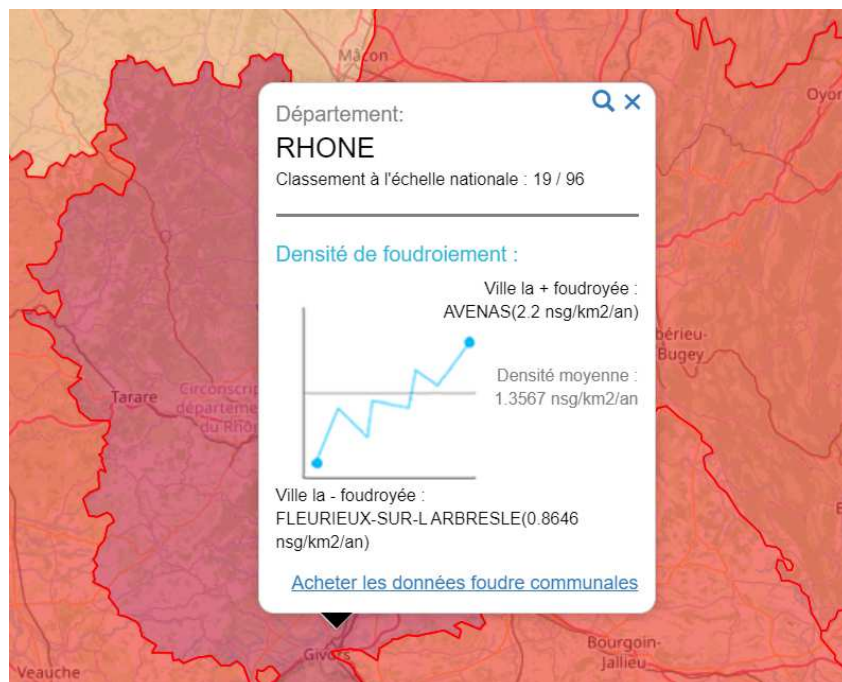 Mâcon
Oyon
Département:
RHONE
Classement à l'échelle nationale : 19 / 96
Densité de foudroiement :
Ville la + foudroyée :
AVENAS(2.2 nsg/km2/an)
bérieu-
Bugey
Densité moyenne :
1.3567 nsg/km2/an
Tarare
Circonscrip
départeme
du Rhô
Ville la - foudroyée :
FLEURIEUX-SUR-L ARBRESLE(0.8646
nsg/km2/an)
Acheter les données foudre communales
Givors
Bourgoin-
Jallieu
Veauche